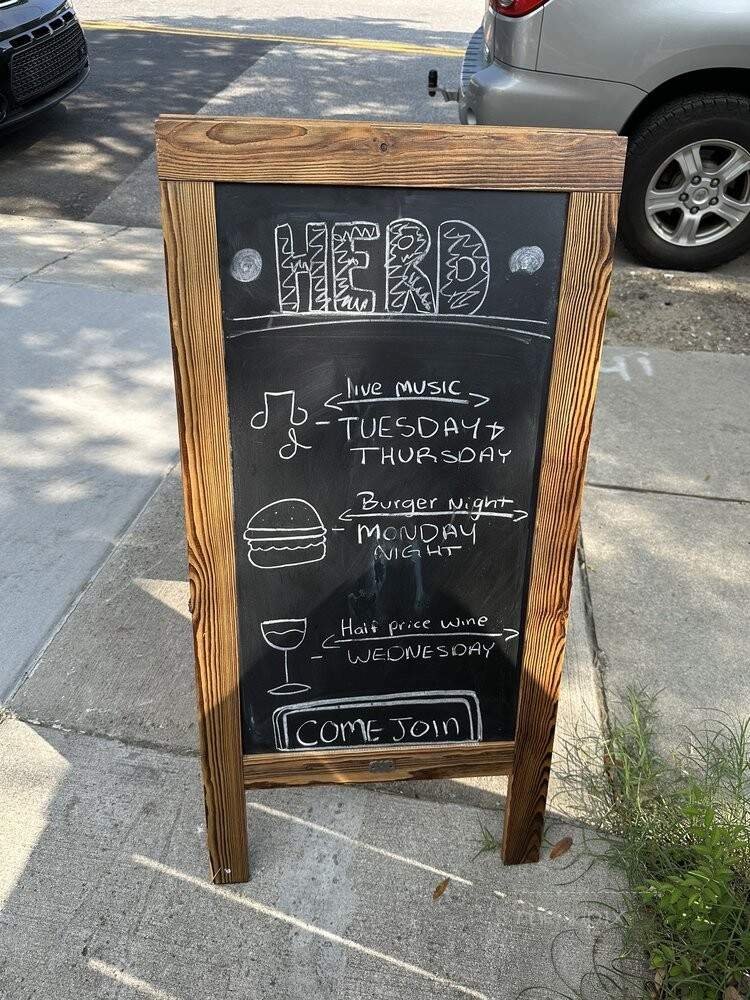 HERD
live MUSIC
TUESDAY +
THURSDAY
Burger Night
MONDAY
NIGHT
Half price wine
WEDNESDAY
COME JOIN